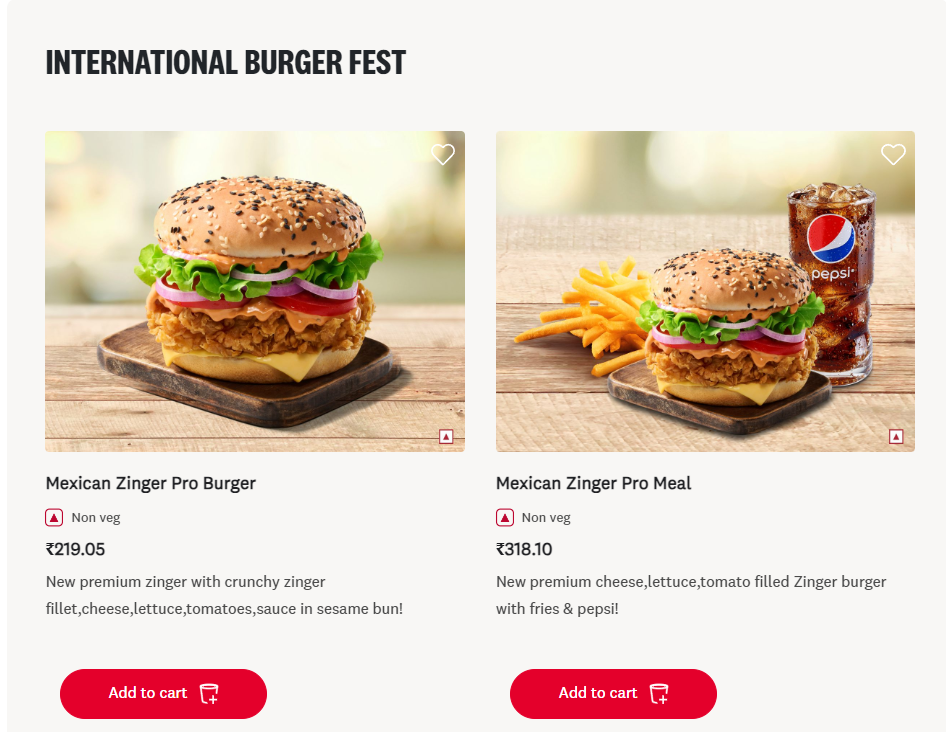 INTERNATIONAL BURGER FEST
pepsi
Mexican Zinger Pro Burger
Non veg
₹219.05
New premium zinger with crunchy zinger
fillet,cheese,lettuce,tomatoes,sauce in sesame bun!
Add to cart
Mexican Zinger Pro Meal
Non veg
₹318.10
New premium cheese,lettuce,tomato filled Zinger burger
with fries & pepsi!
Add to cart